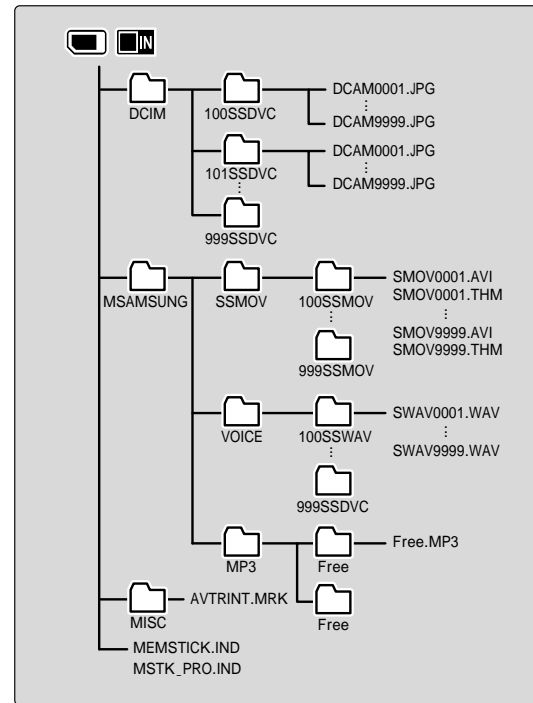 IN
DCIM
100SSDVC
DCAM0001.JPG
DCAM9999.JPG
101SSDVC
DCAM0001.JPG
DCAM9999.JPG
999SSDVC
MSAMSUNG
SSMOV
100SSMOV
SMOV0001.AVI
SMOV0001.THM
SMOV9999.AVI
SMOV9999.THM
999SSMOV
VOICE
100SSWAV
SWAV0001.WAV
SWAV9999.WAV
999SSDVC
MP3
Free
Free.MP3
Free
MISC
AVTRINT.MRK
MEMSTICK.IND
MSTK_PRO.IND